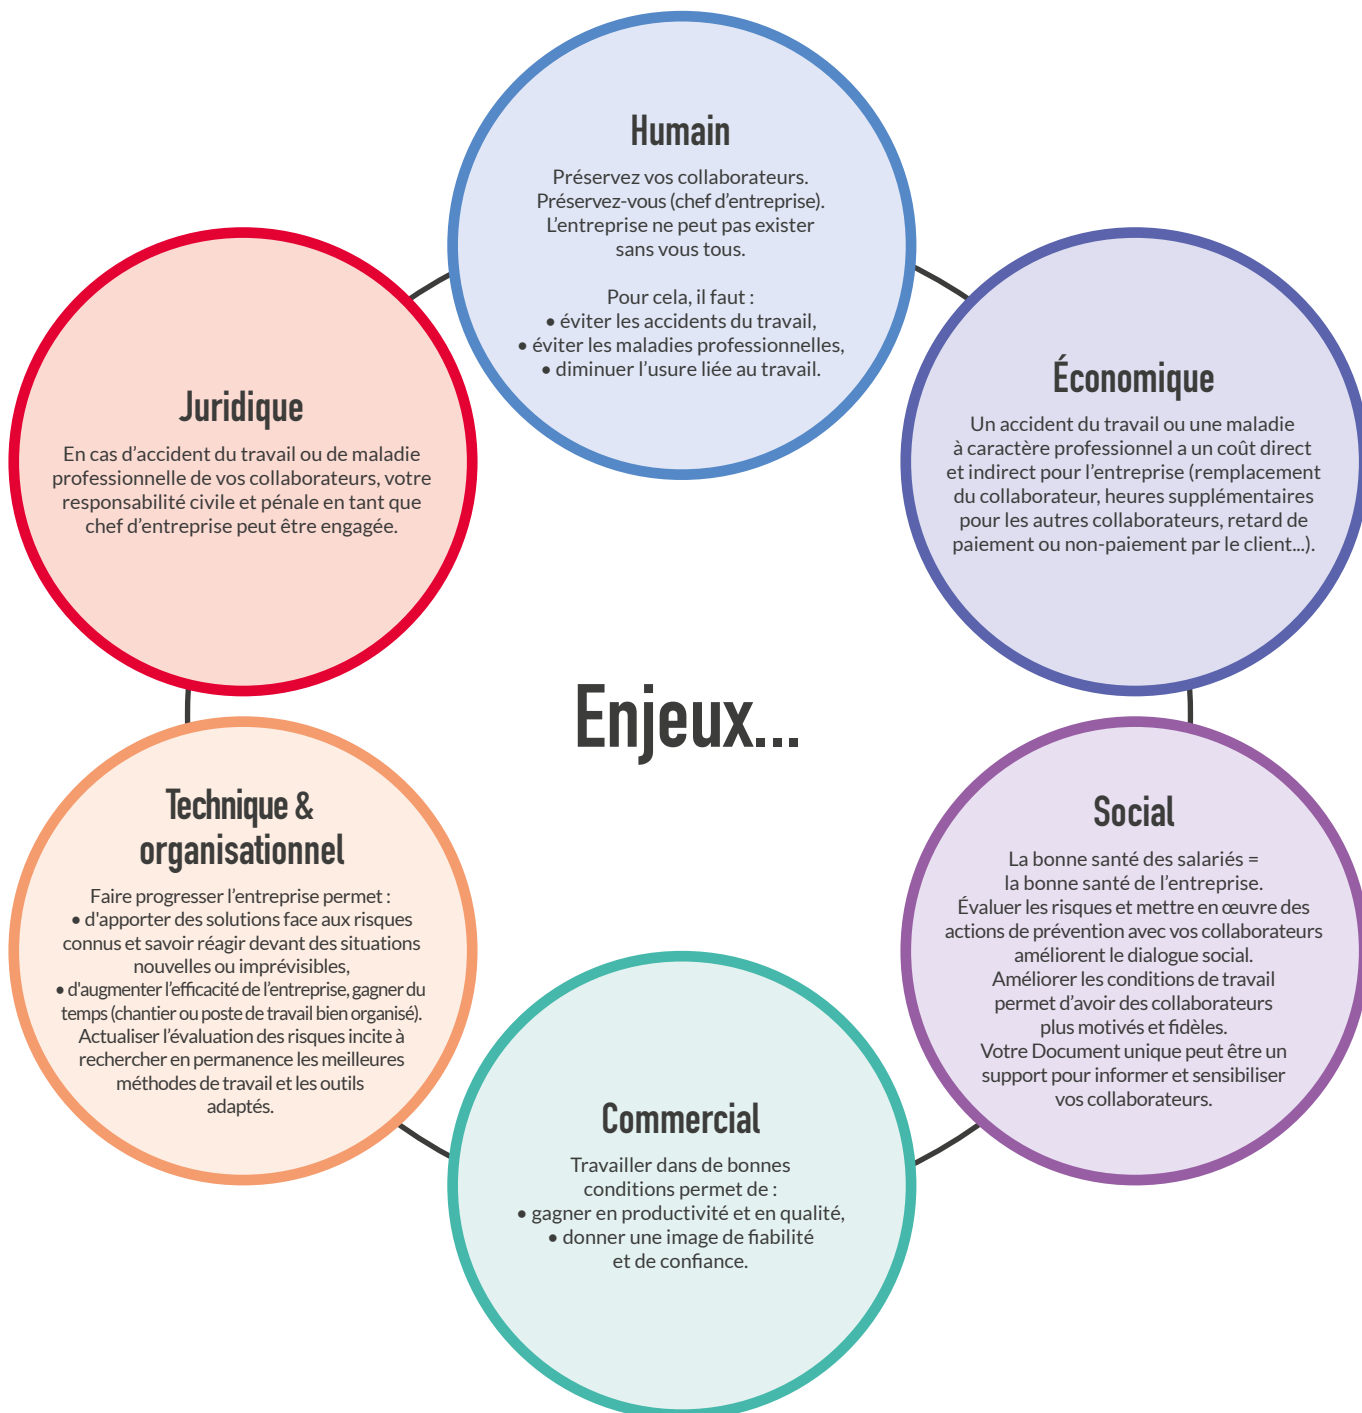 Humain
Préservez vos collaborateurs.
Préservez-vous (chef d’entreprise).
L’entreprise ne peut pas exister
sans vous tous.
Pour cela, il faut :
• éviter les accidents du travail,
• éviter les maladies professionnelles,
• diminuer l’usure liée au travail.
Économique
Un accident du travail ou une maladie
à caractère professionnel a un coût direct
et indirect pour l’entreprise (remplacement
du collaborateur, heures supplémentaires
pour les autres collaborateurs, retard de
paiement ou non-paiement par le client...).
Juridique
En cas d’accident du travail ou de maladie
professionnelle de vos collaborateurs, votre
responsabilité civile et pénale en tant que
chef d’entreprise peut être engagée.
Enjeux...
Technique &
organisationnel
Faire progresser l’entreprise permet :
• d'apporter des solutions face aux risques
connus et savoir réagir devant des situations
nouvelles ou imprévisibles,
• d'augmenter l’efficacité de l’entreprise, gagner du
temps (chantier ou poste de travail bien organisé).
Actualiser l’évaluation des risques incite à
rechercher en permanence les meilleures
méthodes de travail et les outils
adaptés.
Social
La bonne santé des salariés =
la bonne santé de l’entreprise.
Évaluer les risques et mettre en œuvre des
actions de prévention avec vos collaborateurs
améliorent le dialogue social.
Améliorer les conditions de travail
permet d’avoir des collaborateurs
plus motivés et fidèles.
Votre Document unique peut être un
support pour informer et sensibiliser
vos collaborateurs.
Commercial
Travailler dans de bonnes
conditions permet de :
• gagner en productivité et en qualité,
• donner une image de fiabilité
et de confiance.